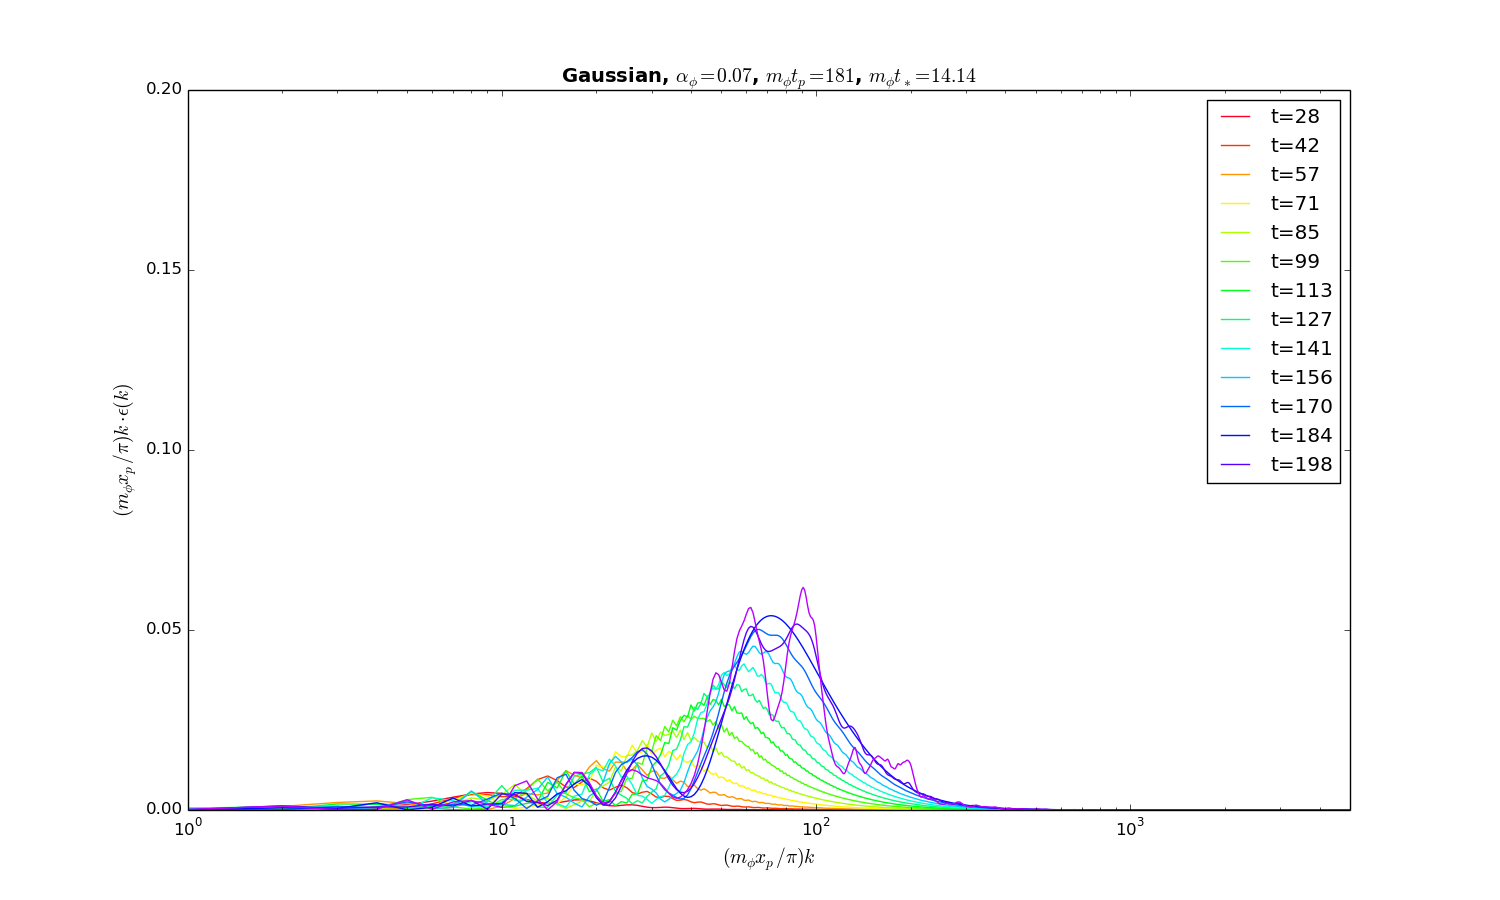 Gaussian, α_ϕ=0.07, m_ϕt_p=181, m_ϕt_*=14.14
0.20
0.15
0.10
0.05
0.00
(m_ϕx_p/π)k·ϵ(k)
t=28
t=42
t=57
t=71
t=85
t=99
t=113
t=127
t=141
t=156
t=170
t=184
t=198
10^0 10^1 10^2 10^3
(m_ϕx_p/π)k